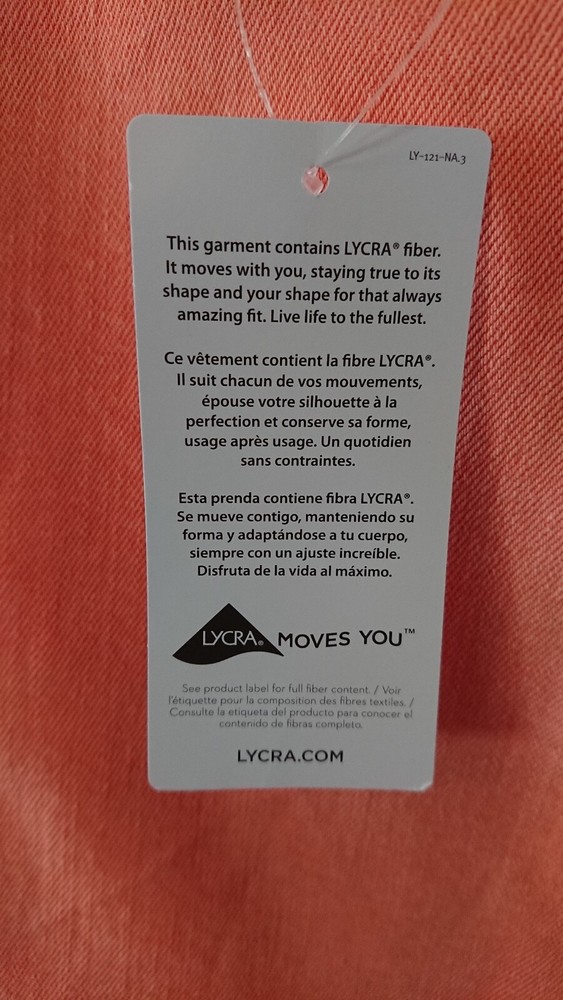 LY-121-NA.3
This garment contains LYCRA® fiber.
It moves with you, staying true to its
shape and your shape for that always
amazing fit. Live life to the fullest.
Ce vêtement contient la fibre LYCRA®.
Il suit chacun de vos mouvements,
épouse votre silhouette à la
perfection et conserve sa forme,
usage après usage. Un quotidien
sans contraintes.
Esta prenda contiene fibra LYCRA®.
Se mueve contigo, manteniendo su
forma y adaptándose a tu cuerpo,
siempre con un ajuste increíble.
Disfruta de la vida al máximo.
LYCRA® MOVES YOU™
See product label for full fiber content. / Voir
l'étiquette pour la composition des fibres textiles. /
Consulte la etiqueta del producto para conocer el
contenido de fibras completo.
LYCRA.COM